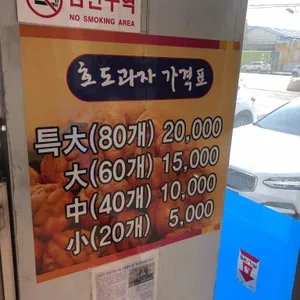 금연구역
NO SMOKING AREA
호도과자 가격표
특大(80개) 20,000
大(60개) 15,000
中(40개) 10,000
小(20개) 5,000